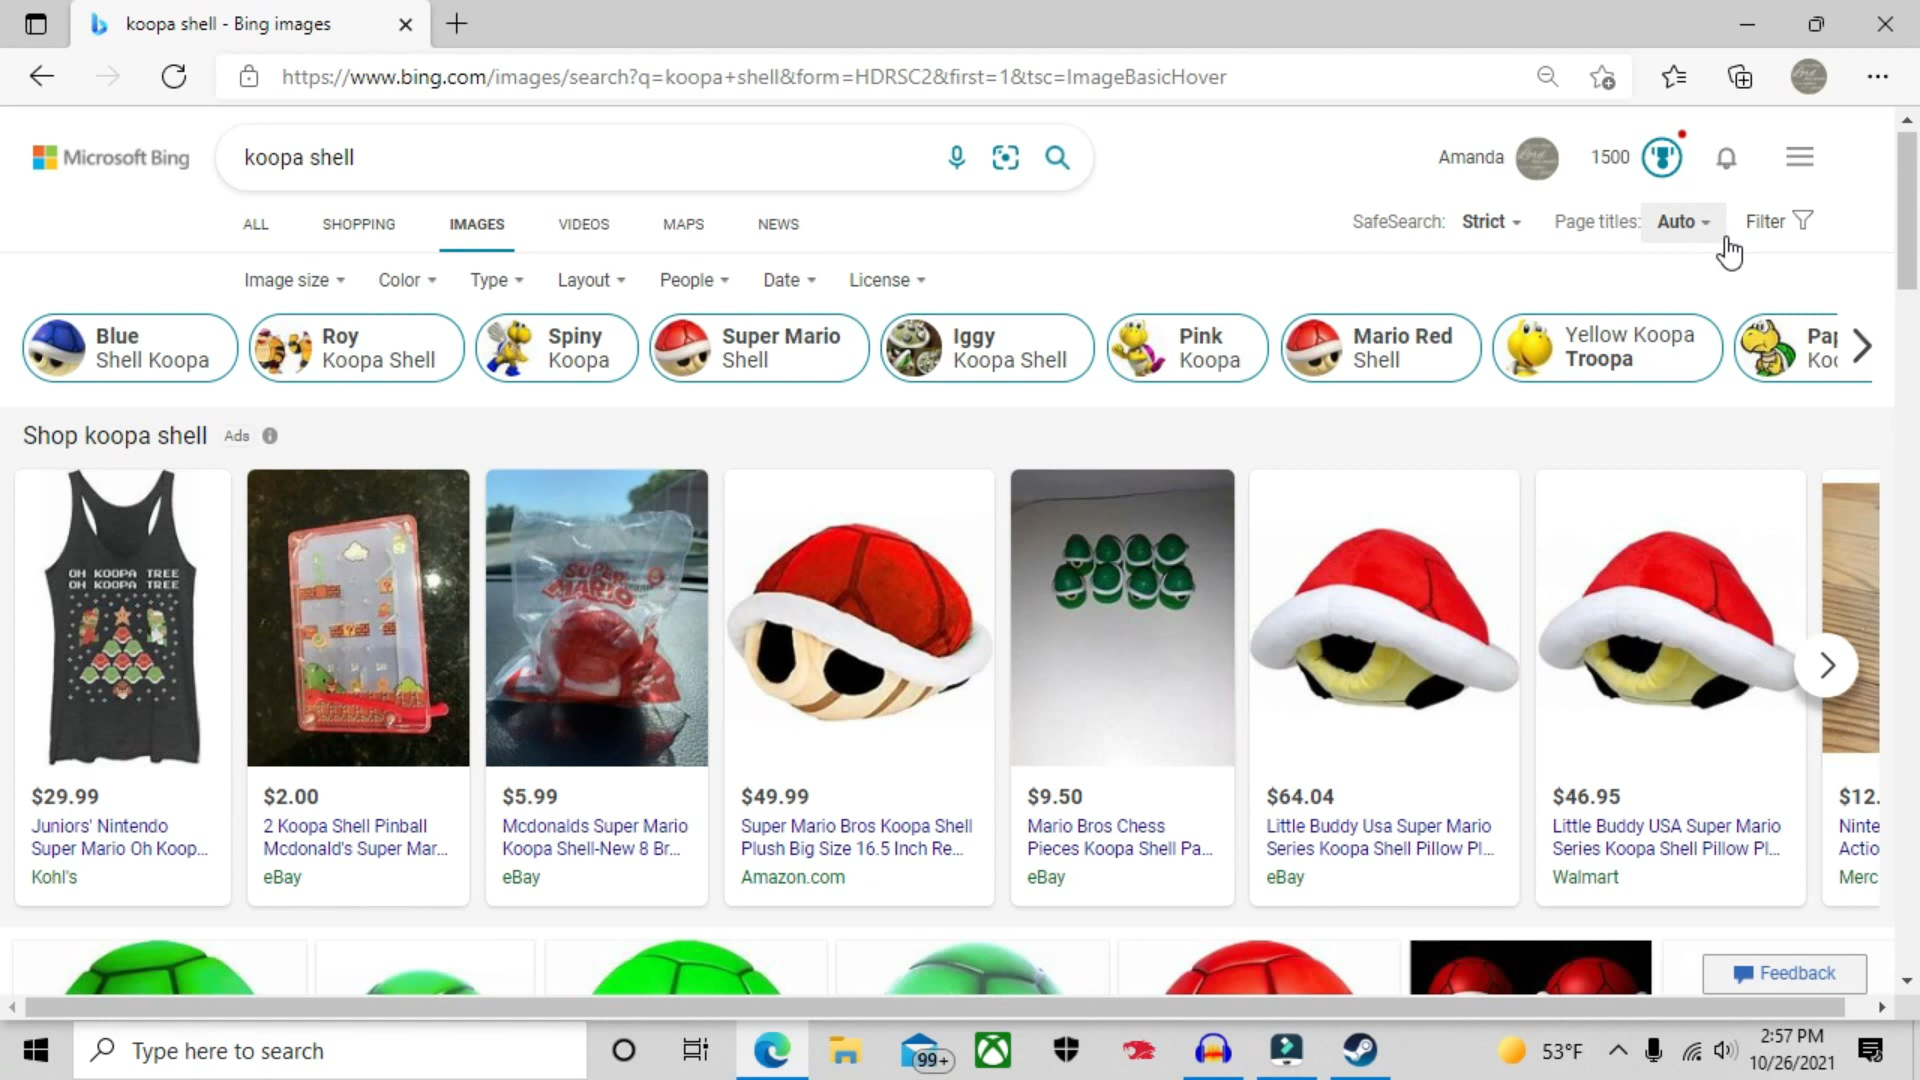 koopa shell - Bing images
https://www.bing.com/images/search?q=koopa+shell&form=HDRSC2&first=1&tsc=ImageBasicHover
Microsoft Bing
koopa shell
Amanda
1500
ALL
SHOPPING
IMAGES
VIDEOS
MAPS
NEWS
SafeSearch: Strict
Page titles: Auto
Filter
Image size
Color
Type
Layout
People
Date
License
Blue
Shell Koopa
Roy
Koopa Shell
Spiny
Koopa
Super Mario
Shell
Iggy
Koopa Shell
Pink
Koopa
Mario Red
Shell
Yellow Koopa
Troopa
Shop koopa shell
Ads
OH KOOPA TREE
OH KOOPA TREE
SUPER
MARIO
$29.99
Juniors' Nintendo
Super Mario Oh Koop...
Kohl's
$2.00
2 Koopa Shell Pinball
Mcdonald's Super Mar...
eBay
$5.99
Mcdonalds Super Mario
Koopa Shell-New 8 Br...
eBay
$49.99
Super Mario Bros Koopa Shell
Plush Big Size 16.5 Inch Re...
Amazon.com
$9.50
Mario Bros Chess
Pieces Koopa Shell Pa...
eBay
$64.04
Little Buddy Usa Super Mario
Series Koopa Shell Pillow Pl...
eBay
$46.95
Little Buddy USA Super Mario
Series Koopa Shell Pillow Pl...
Walmart
$12.
Ninte
Actio
Merc
Feedback
Type here to search
99+
53°F
2:57 PM
10/26/2021